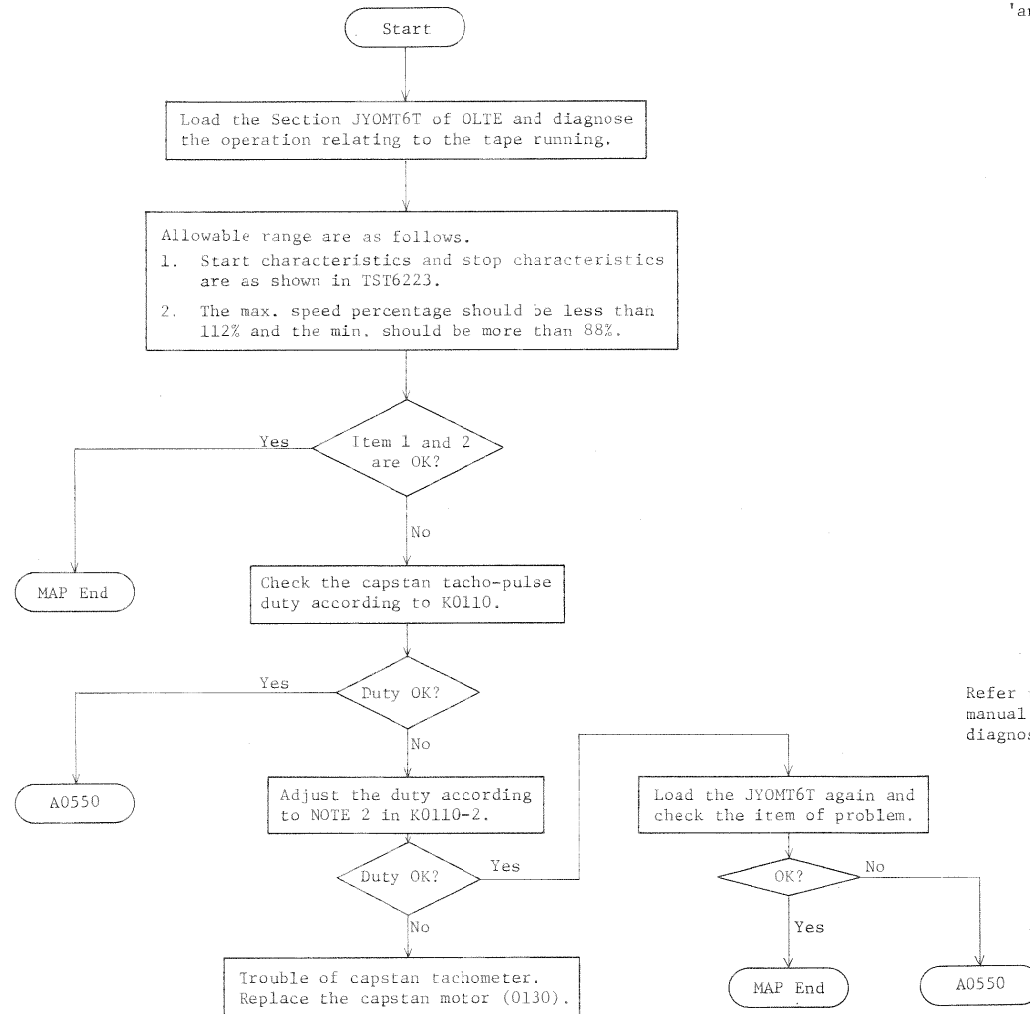 Start
Load the Section JYOMT6T of OLTE and diagnose
the operation relating to the tape running.
Allowable range are as follows.
1. Start characteristics and stop characteristics
are as shown in TST6223.
2. The max. speed percentage should be less than
112% and the min. should be more than 88%.
Item 1 and 2
are OK?
Yes
No
MAP End
Check the capstan tacho-pulse
duty according to K0110.
Duty OK?
Yes
No
A0550
Adjust the duty according
to NOTE 2 in K0110-2.
Duty OK?
Yes
No
Trouble of capstan tachometer.
Replace the capstan motor (0130).
Load the JYOMT6T again and
check the item of problem.
OK?
No
Yes
MAP End
A0550
Refer
manual